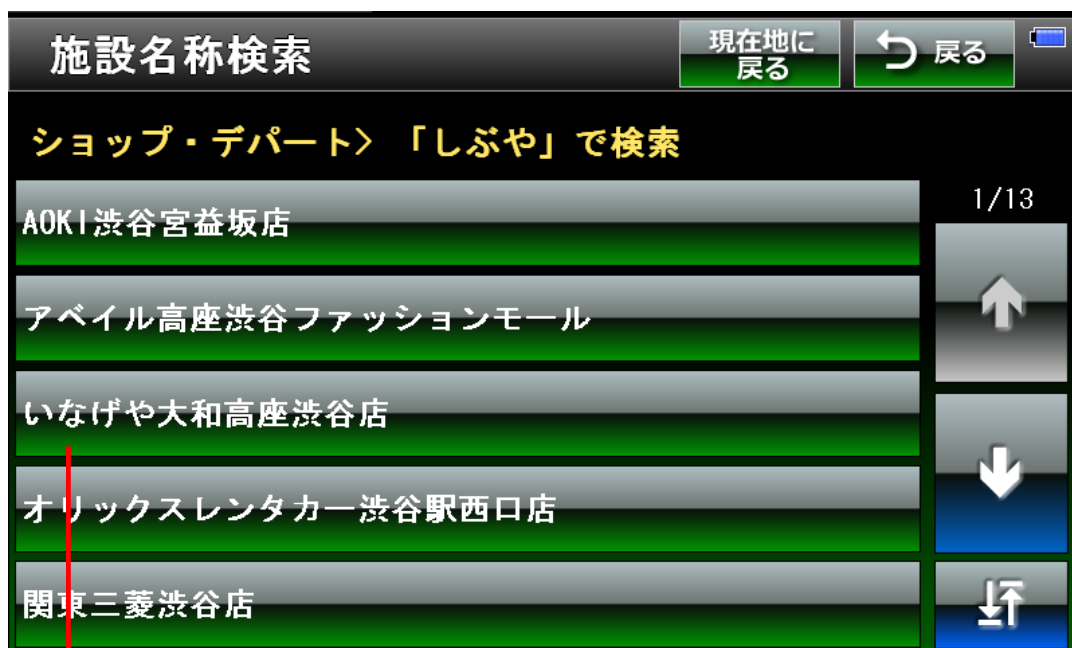 施設名称検索
現在地に
戻る
戻る
ショップ・デパート〉「しぶや」で検索
1/13
AOKI渋谷宮益坂店
アベイル高座渋谷ファッションモール
いなげや大和高座渋谷店
オリックスレンタカー渋谷駅西口店
関東三菱渋谷店